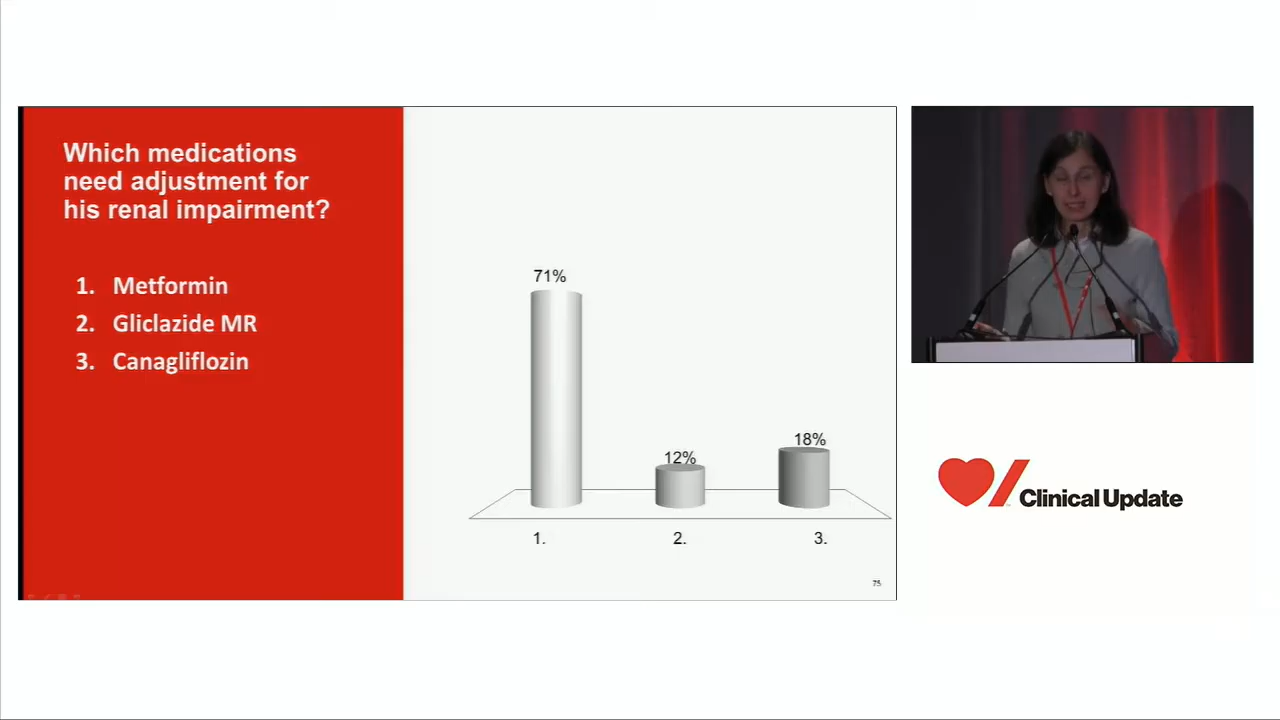 Which medications
need adjustment for
his renal impairment?
1. Metformin
2. Gliclazide MR
3. Canagliflozin
71%
12%
18%
1.
2.
3.
75
Clinical Update